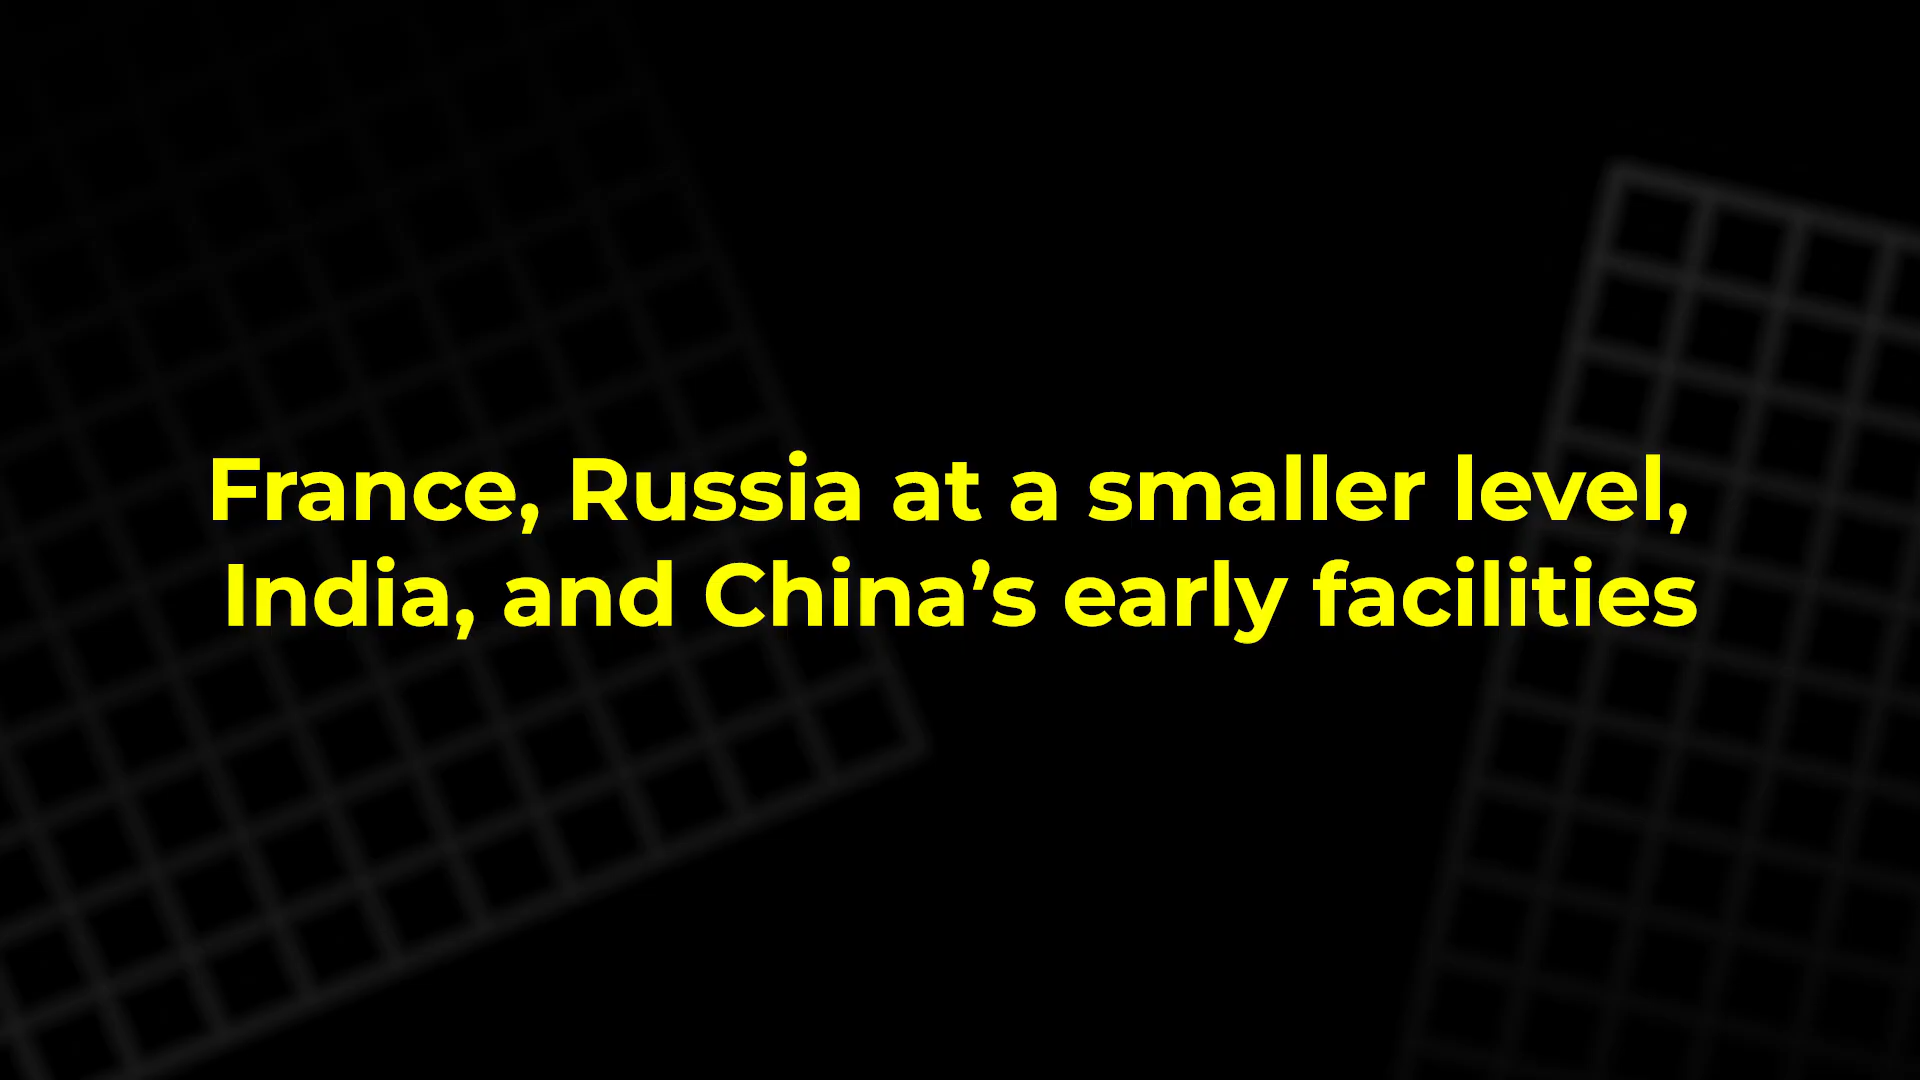 France, Russia at a smaller level,
India, and China’s early facilities